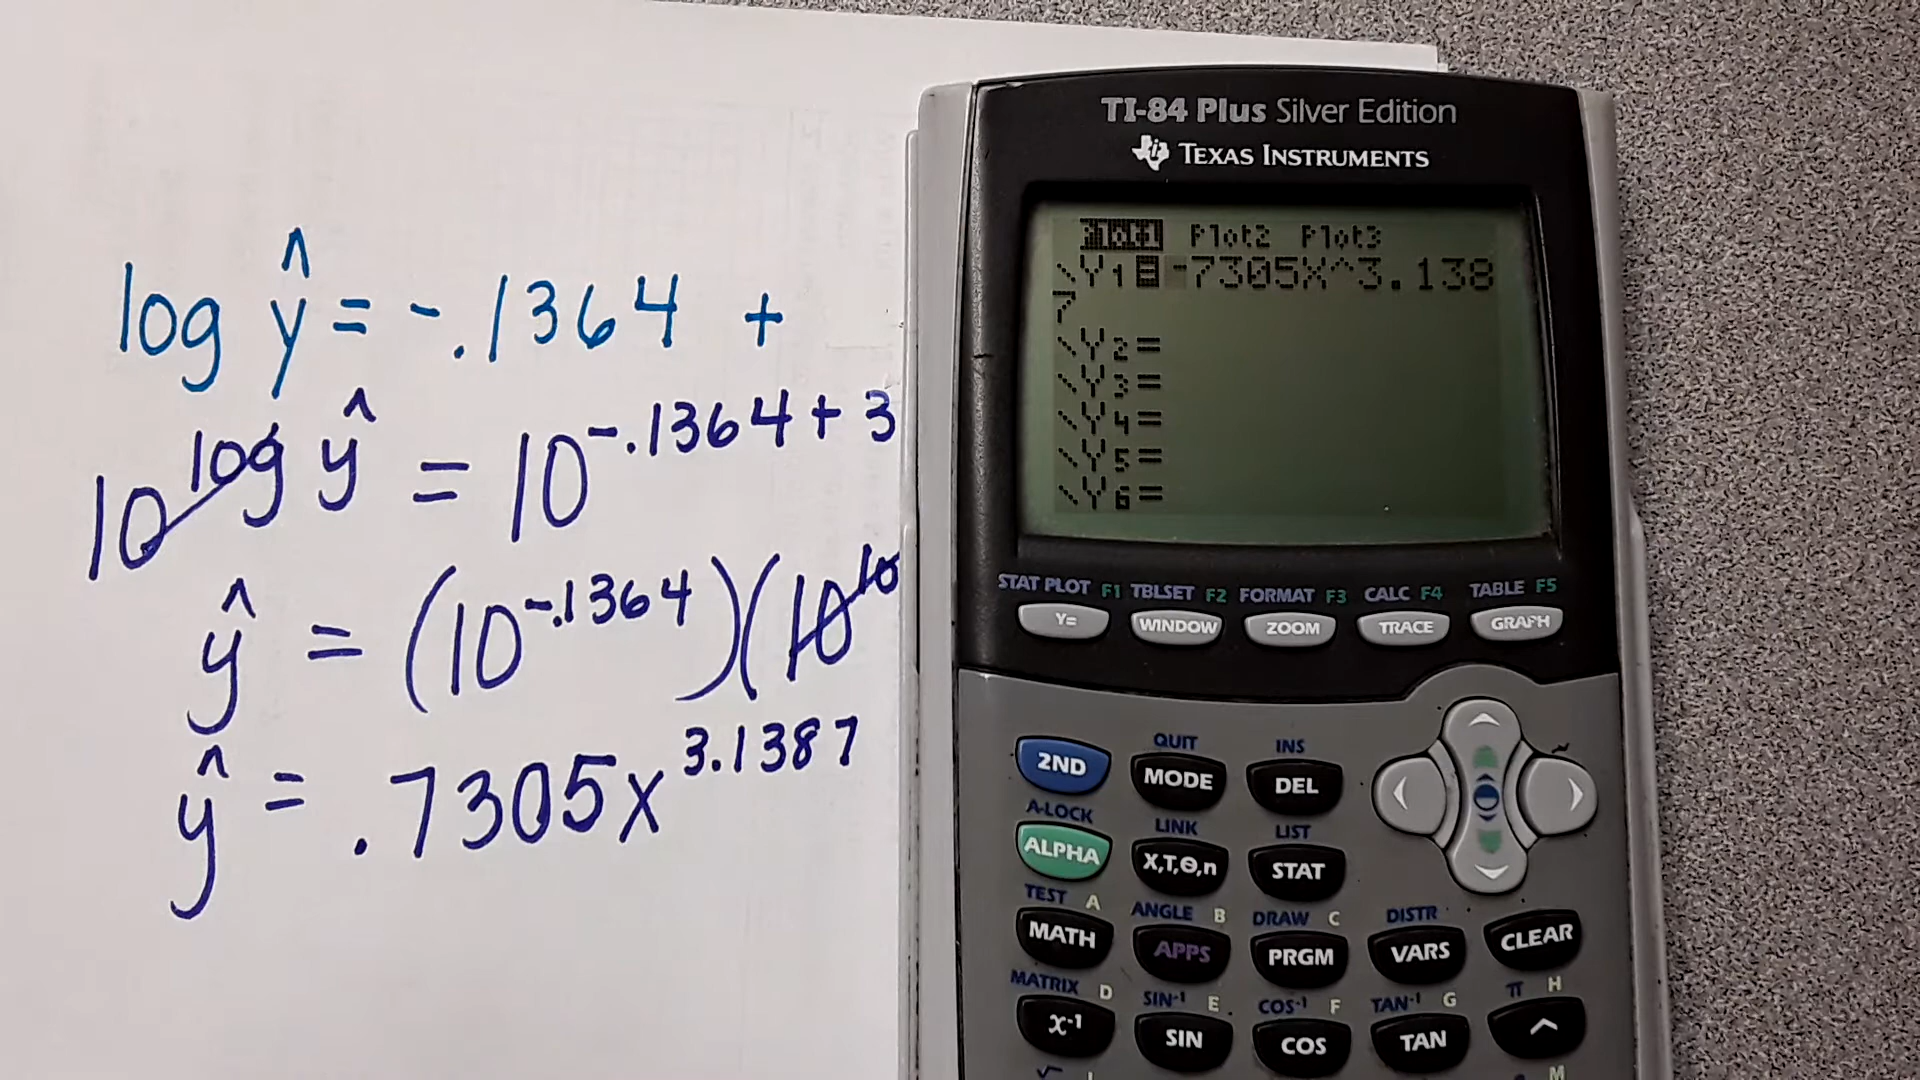 log ŷ = -.1364 +
10^log ŷ = 10^-.1364 + 3
ŷ = (10^-.1364)(10^10
ŷ = .7305x^3.1387
TI-84 Plus Silver Edition
TEXAS INSTRUMENTS
Plot1 Plot2 Plot3
\Y1=.7305X^3.138
7
\Y2=
\Y3=
\Y4=
\Y5=
\Y6=
STAT PLOT F1 TBLSET F2 FORMAT F3 CALC F4 TABLE F5
Y= WINDOW ZOOM TRACE GRAPH
QUIT INS
2ND MODE DEL
A-LOCK LINK LIST
ALPHA X,T,Θ,n STAT
TEST A ANGLE B DRAW C DISTR
MATH APPS PRGM VARS CLEAR
MATRIX D SIN⁻¹ E COS⁻¹ F TAN⁻¹ G π H
x⁻¹ SIN COS TAN ^
√ I M